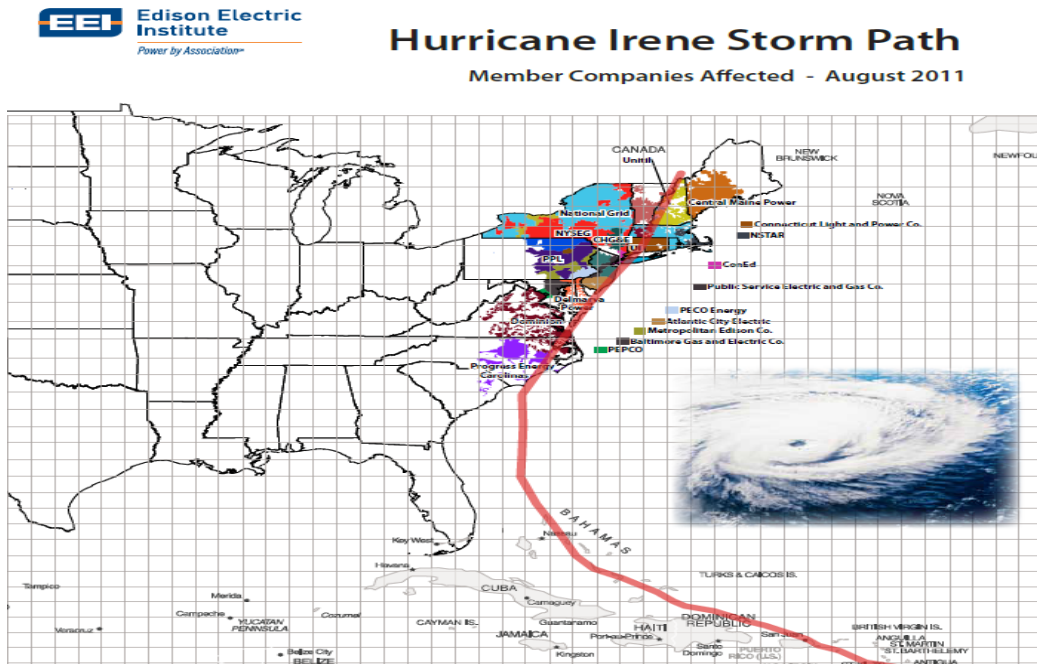 EEI
Edison Electric
Institute
Power by Association℠
Hurricane Irene Storm Path
Member Companies Affected - August 2011
CANADA
Unitil
NEW
BRUNSWICK
NEWFOU
NOVA
SCOTIA
Central Maine Power
National Grid
Connecticut Light and Power Co.
NYSEG
NSTAR
CHG&E
UI
PPL
ConEd
Public Service Electric and Gas Co.
Delmarva
Power
PECO Energy
Dominion
Atlantic City Electric
Metropolitan Edison Co.
Baltimore Gas and Electric Co.
PEPCO
Progress Energy
Carolinas
BAHAMAS
Nassau
Key West
Havana
TURKS & CAICOS IS.
CUBA
Tampico
Merida
Camaguey
Campeche
Cozumel
YUCATAN
PENINSULA
CAYMAN IS.
Guantanamo
DOMINICAN
REPUBLIC
HAITI
Veracruz
JAMAICA
Port-au-Prince
San Juan
BRITISH VIRGIN IS.
Santo
Domingo
PUERTO
RICO (U.S.)
ANGUILLA
ST. MARTIN
ST. BARTHELEMY
Kingston
Belize City
BELIZE
ANTIGUA